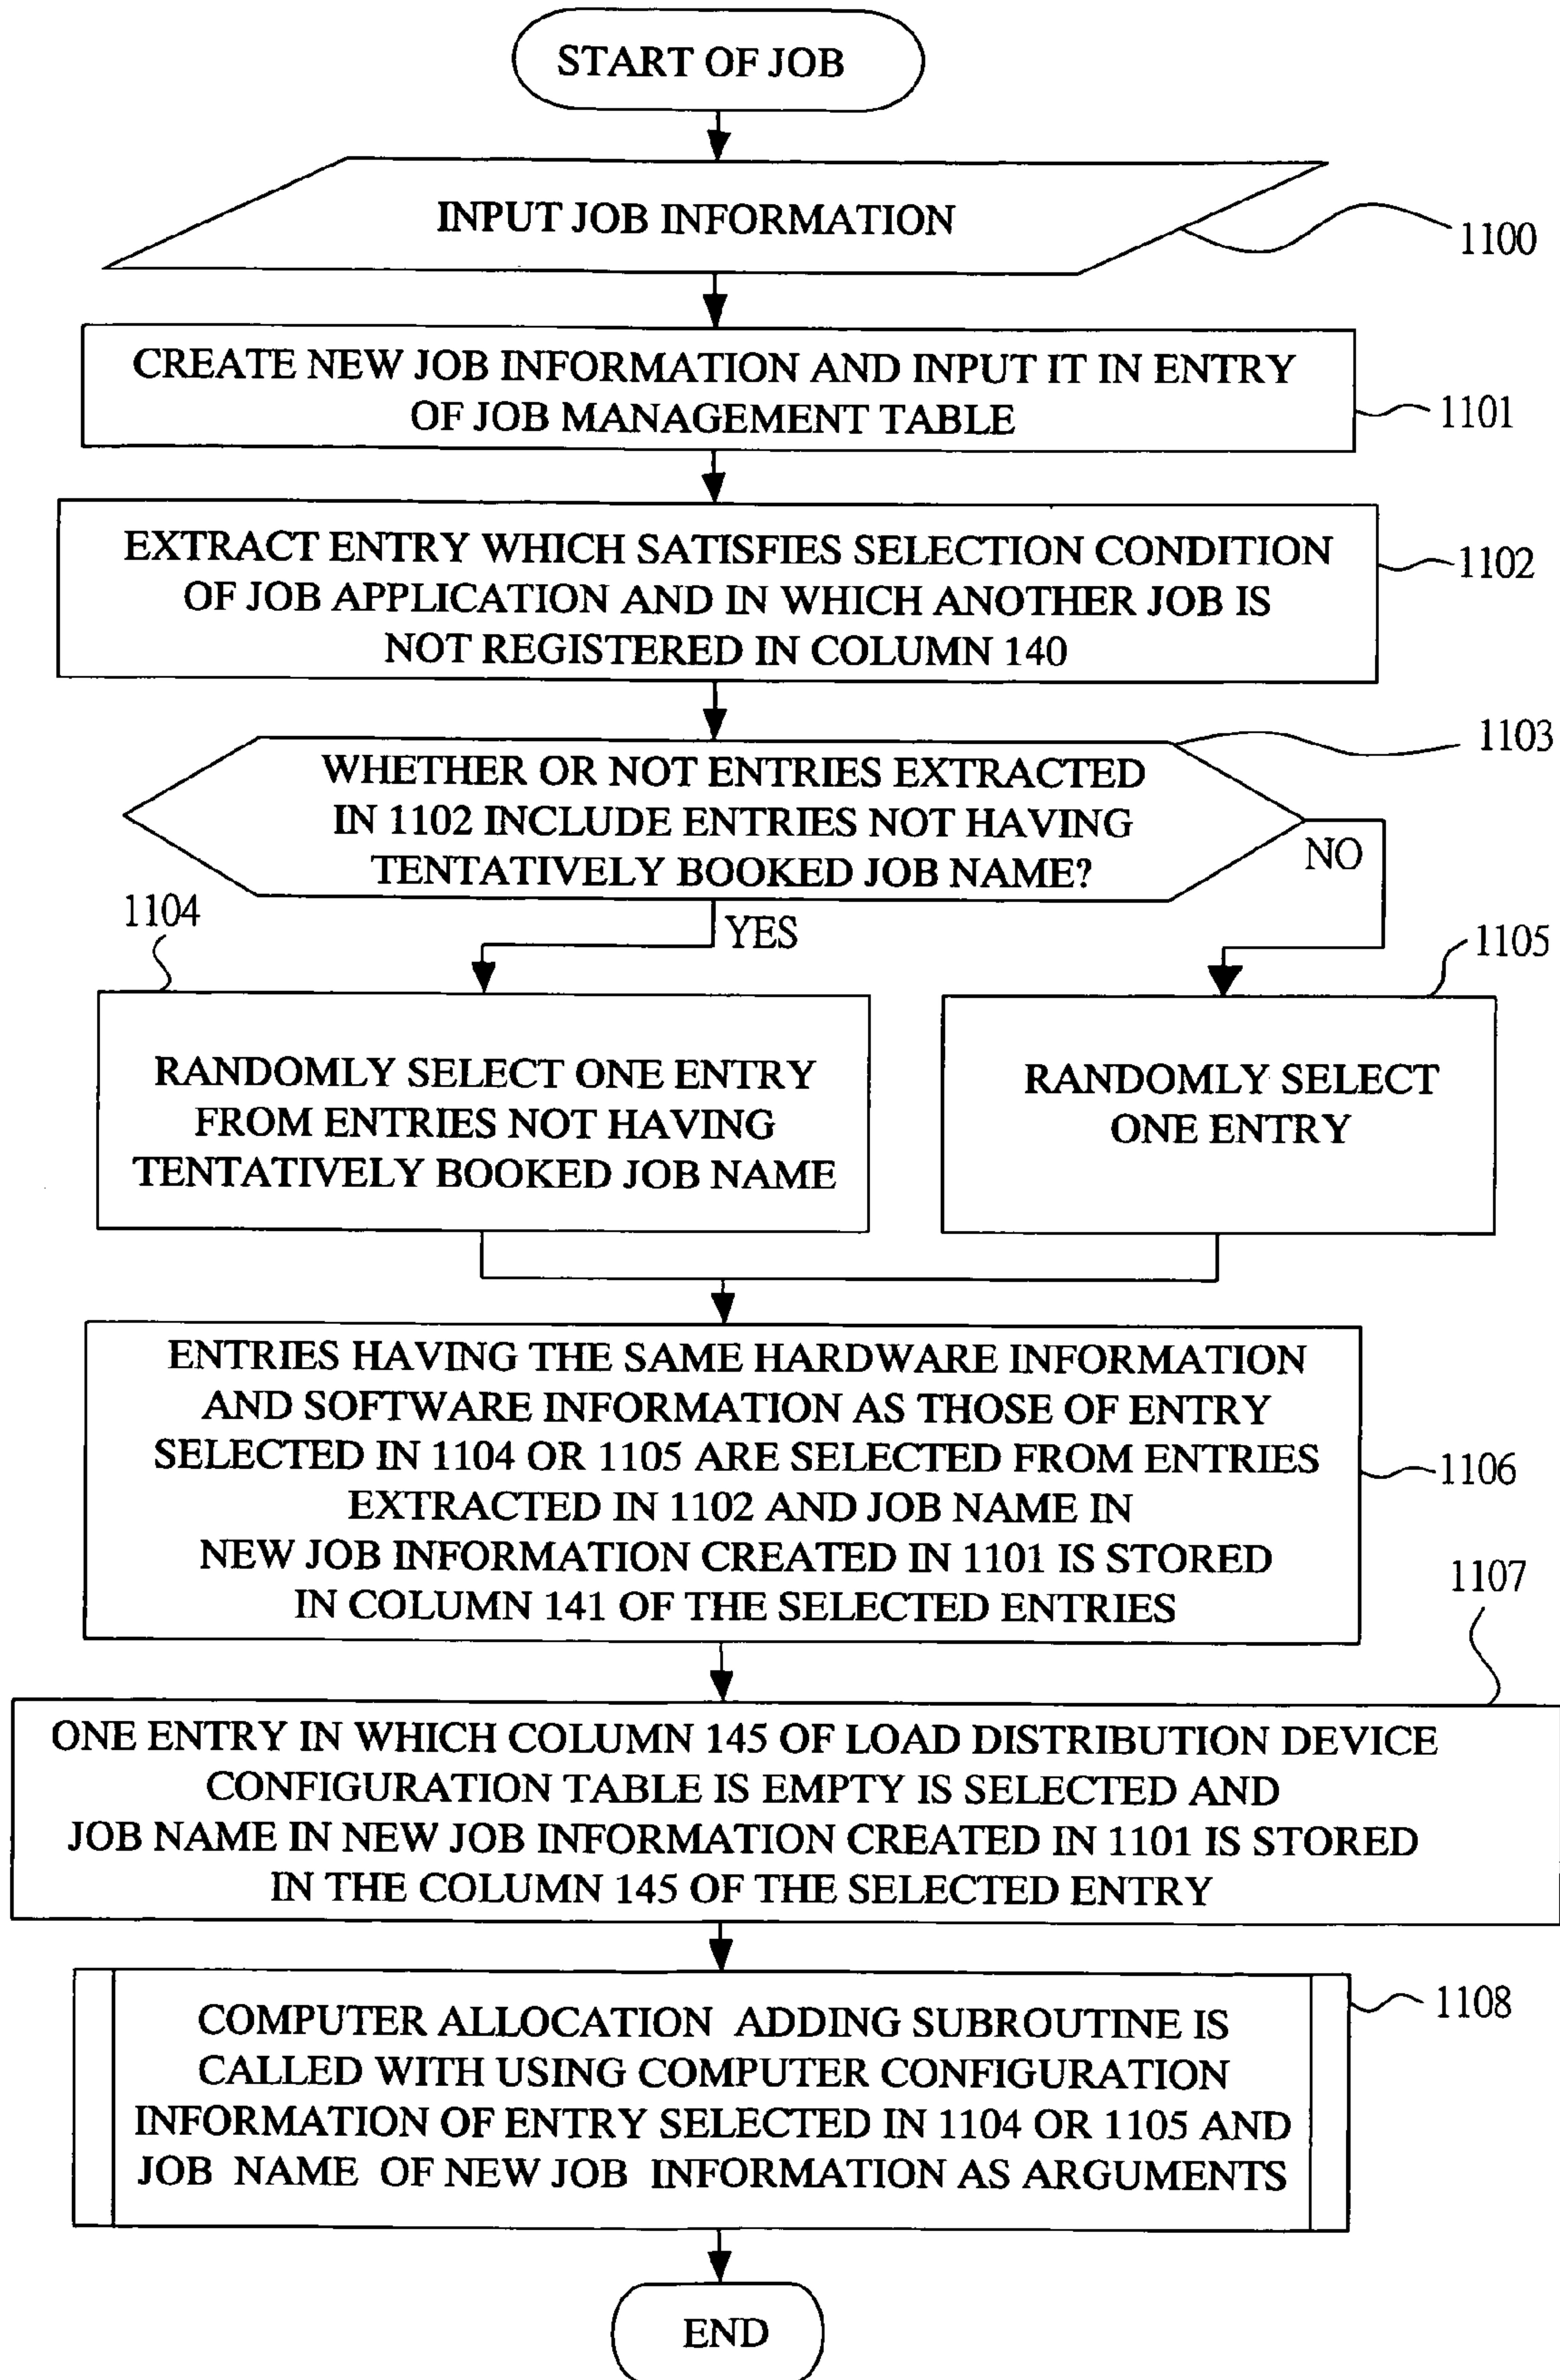 START OF JOB
INPUT JOB INFORMATION
1100
CREATE NEW JOB INFORMATION AND INPUT IT IN ENTRY
OF JOB MANAGEMENT TABLE
1101
EXTRACT ENTRY WHICH SATISFIES SELECTION CONDITION
OF JOB APPLICATION AND IN WHICH ANOTHER JOB IS
NOT REGISTERED IN COLUMN 140
1102
1103
WHETHER OR NOT ENTRIES EXTRACTED
IN 1102 INCLUDE ENTRIES NOT HAVING
TENTATIVELY BOOKED JOB NAME?
NO
YES
1104
RANDOMLY SELECT ONE ENTRY
FROM ENTRIES NOT HAVING
TENTATIVELY BOOKED JOB NAME
1105
RANDOMLY SELECT
ONE ENTRY
ENTRIES HAVING THE SAME HARDWARE INFORMATION
AND SOFTWARE INFORMATION AS THOSE OF ENTRY
SELECTED IN 1104 OR 1105 ARE SELECTED FROM ENTRIES
EXTRACTED IN 1102 AND JOB NAME IN
NEW JOB INFORMATION CREATED IN 1101 IS STORED
IN COLUMN 141 OF THE SELECTED ENTRIES
1106
1107
ONE ENTRY IN WHICH COLUMN 145 OF LOAD DISTRIBUTION DEVICE
CONFIGURATION TABLE IS EMPTY IS SELECTED AND
JOB NAME IN NEW JOB INFORMATION CREATED IN 1101 IS STORED
IN THE COLUMN 145 OF THE SELECTED ENTRY
COMPUTER ALLOCATION ADDING SUBROUTINE IS
CALLED WITH USING COMPUTER CONFIGURATION
INFORMATION OF ENTRY SELECTED IN 1104 OR 1105 AND
JOB NAME OF NEW JOB INFORMATION AS ARGUMENTS
1108
END